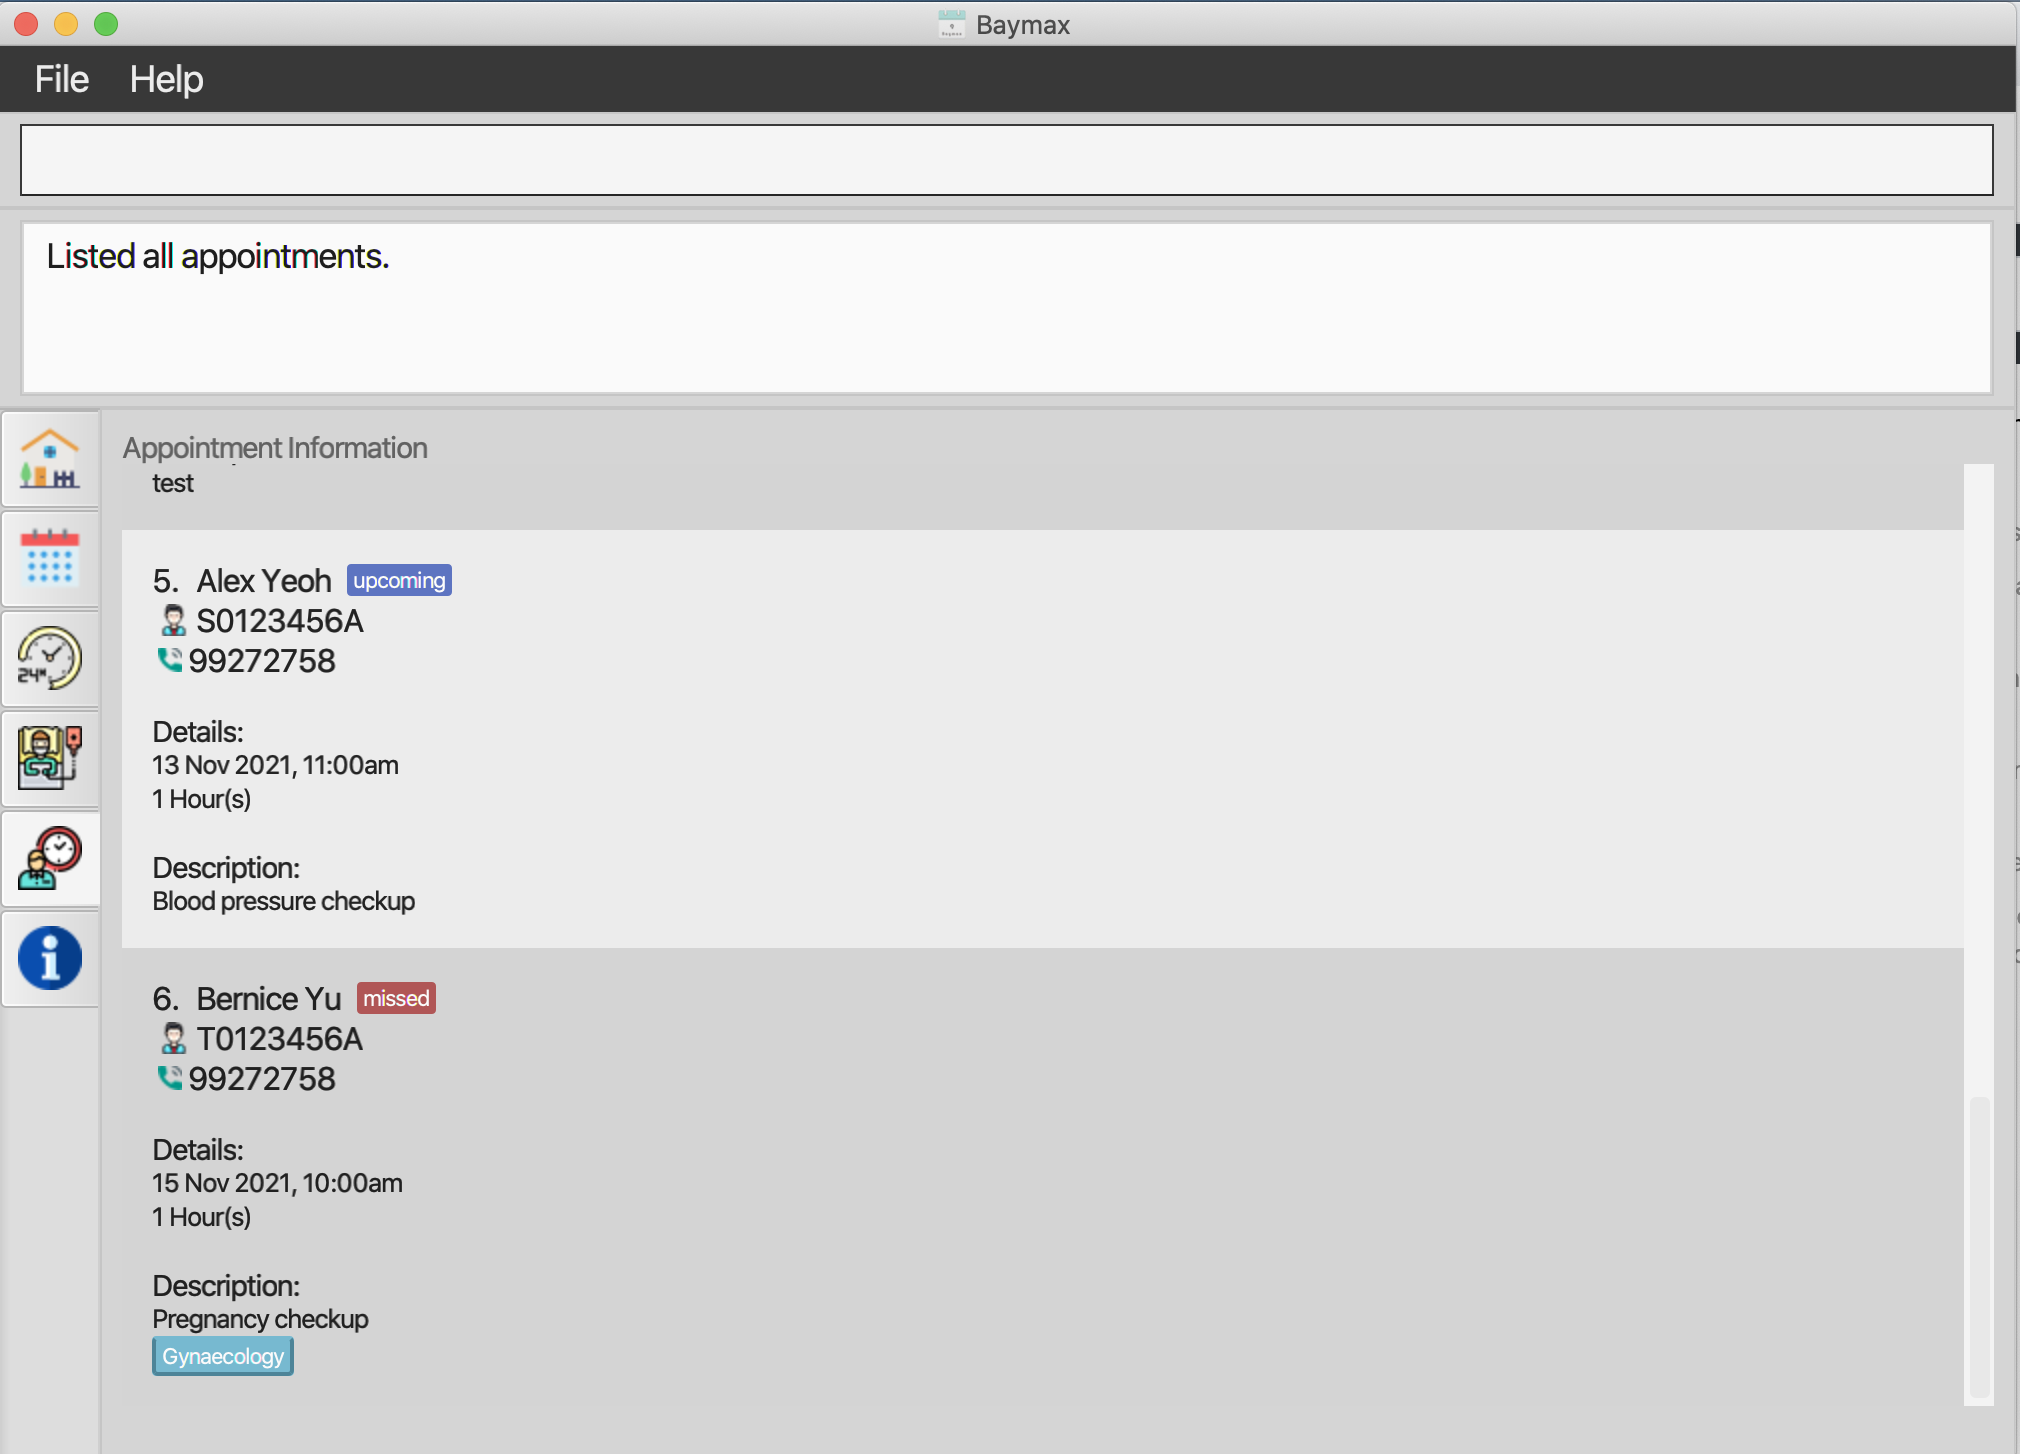 Baymax
File Help
Listed all appointments.
Appointment Information
test
5. Alex Yeoh upcoming
S0123456A
99272758
Details:
13 Nov 2021, 11:00am
1 Hour(s)
Description:
Blood pressure checkup
6. Bernice Yu missed
T0123456A
99272758
Details:
15 Nov 2021, 10:00am
1 Hour(s)
Description:
Pregnancy checkup
Gynaecology